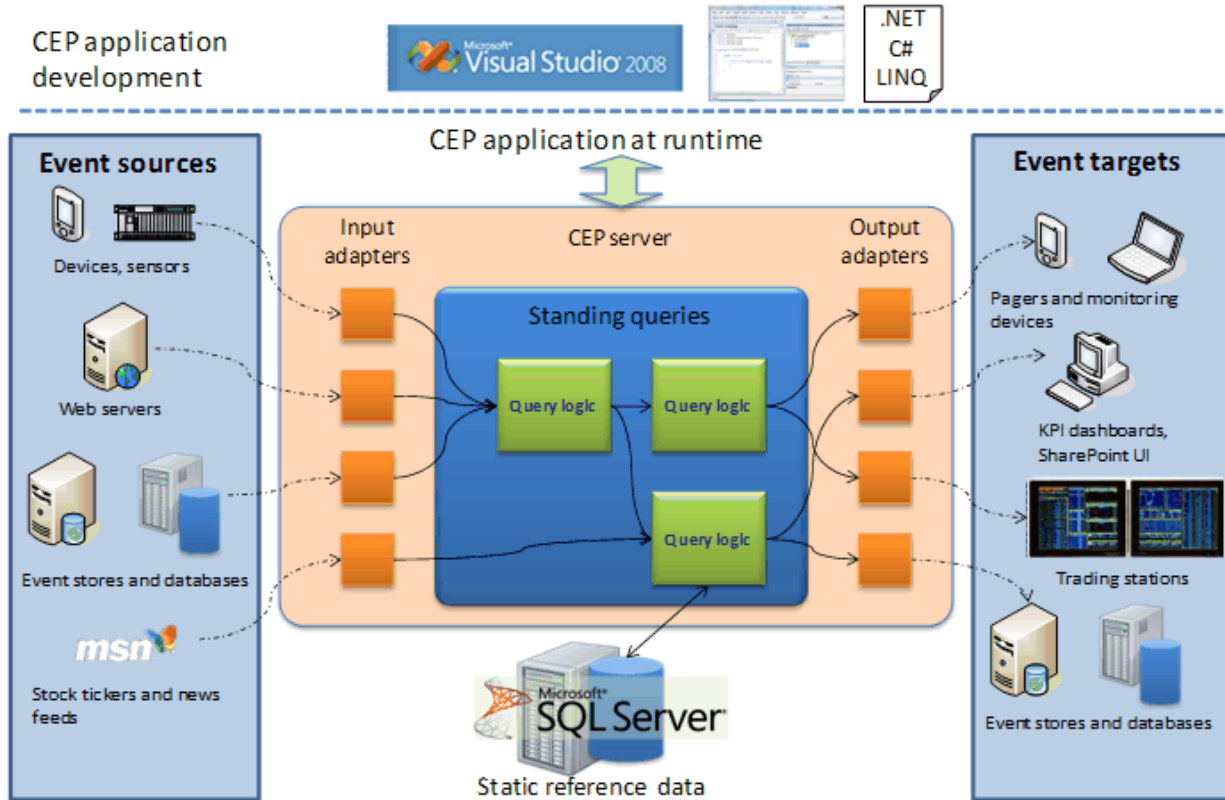 CEP application
development
Microsoft®
Visual Studio 2008
.NET
C#
LINQ
CEP application at runtime
Event sources
Devices, sensors
Web servers
Event stores and databases
msn
Stock tickers and news
feeds
Input
adapters
CEP server
Output
adapters
Standing queries
Query logic
Query logic
Query logic
Microsoft®
SQL Server®
Static reference data
Event targets
Pagers and monitoring
devices
KPI dashboards,
SharePoint UI
Trading stations
Event stores and databases